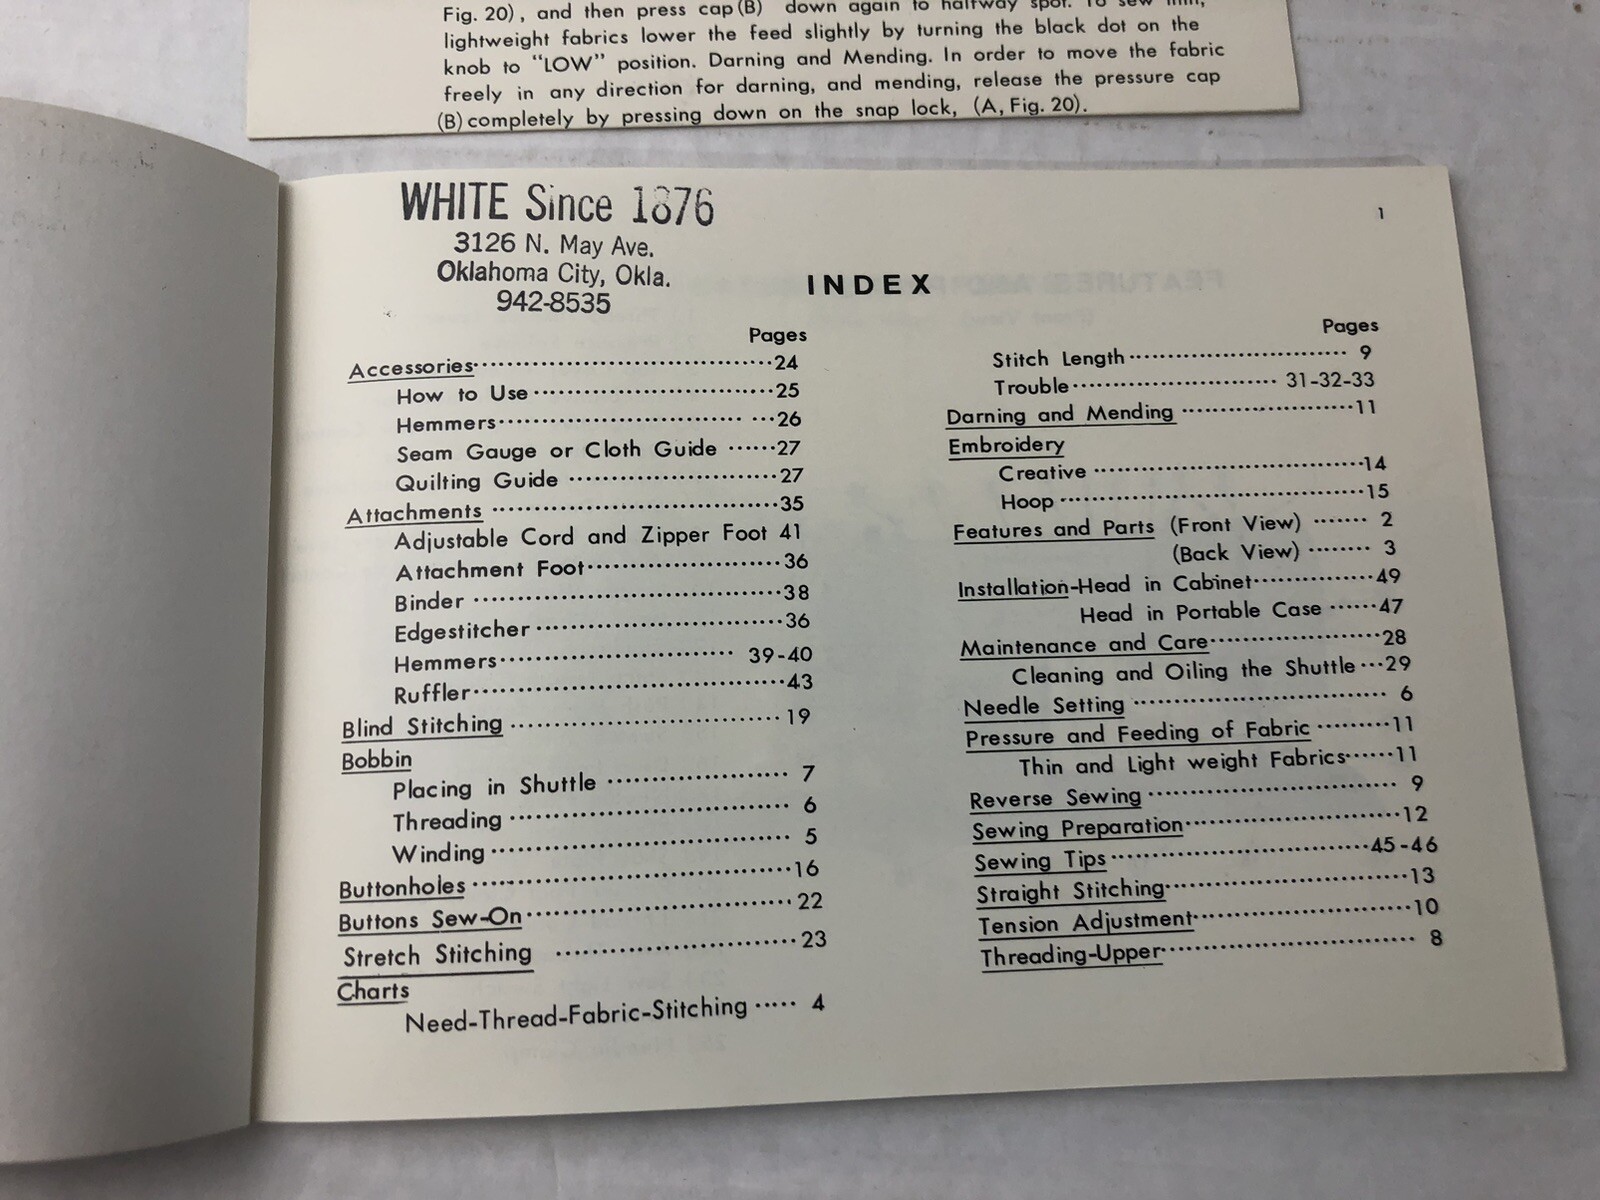 Fig. 20), and then press cap (B) down again to halfway spot. To sew thin,
lightweight fabrics lower the feed slightly by turning the black dot on the
knob to "LOW" position. Darning and Mending. In order to move the fabric
freely in any direction for darning, and mending, release the pressure cap
(B) completely by pressing down on the snap lock, (A, Fig. 20).
WHITE Since 1876
3126 N. May Ave.
Oklahoma City, Okla.
942-8535
1
INDEX
Pages
Accessories 24
How to Use 25
Hemmers 26
Seam Gauge or Cloth Guide 27
Quilting Guide 27
Attachments 35
Adjustable Cord and Zipper Foot 41
Attachment Foot 36
Binder 38
Edgestitcher 36
Hemmers 39-40
Ruffler 43
Blind Stitching 19
Bobbin
Placing in Shuttle 7
Threading 6
Winding 5
Buttonholes 16
Buttons Sew-On 22
Stretch Stitching 23
Charts
Need-Thread-Fabric-Stitching 4
Pages
Stitch Length 9
Trouble 31-32-33
Darning and Mending 11
Embroidery
Creative 14
Hoop 15
Features and Parts (Front View) 2
(Back View) 3
Installation-Head in Cabinet 49
Head in Portable Case 47
Maintenance and Care 28
Cleaning and Oiling the Shuttle 29
Needle Setting 6
Pressure and Feeding of Fabric 11
Thin and Light weight Fabrics 11
Reverse Sewing 9
Sewing Preparation 12
Sewing Tips 45-46
Straight Stitching 13
Tension Adjustment 10
Threading-Upper 8